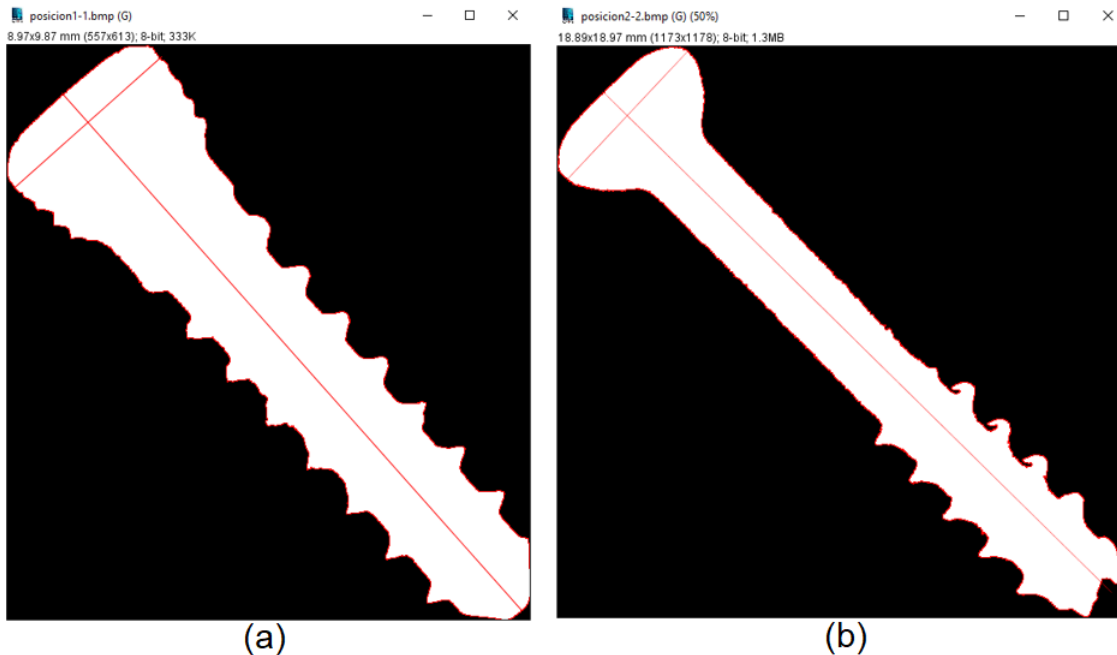 posicion1-1.bmp (G)
8.97x9.87 mm (557x613); 8-bit; 333K
posicion2-2.bmp (G) (50%)
18.89x18.97 mm (1173x1178); 8-bit; 1.3MB
(a)
(b)